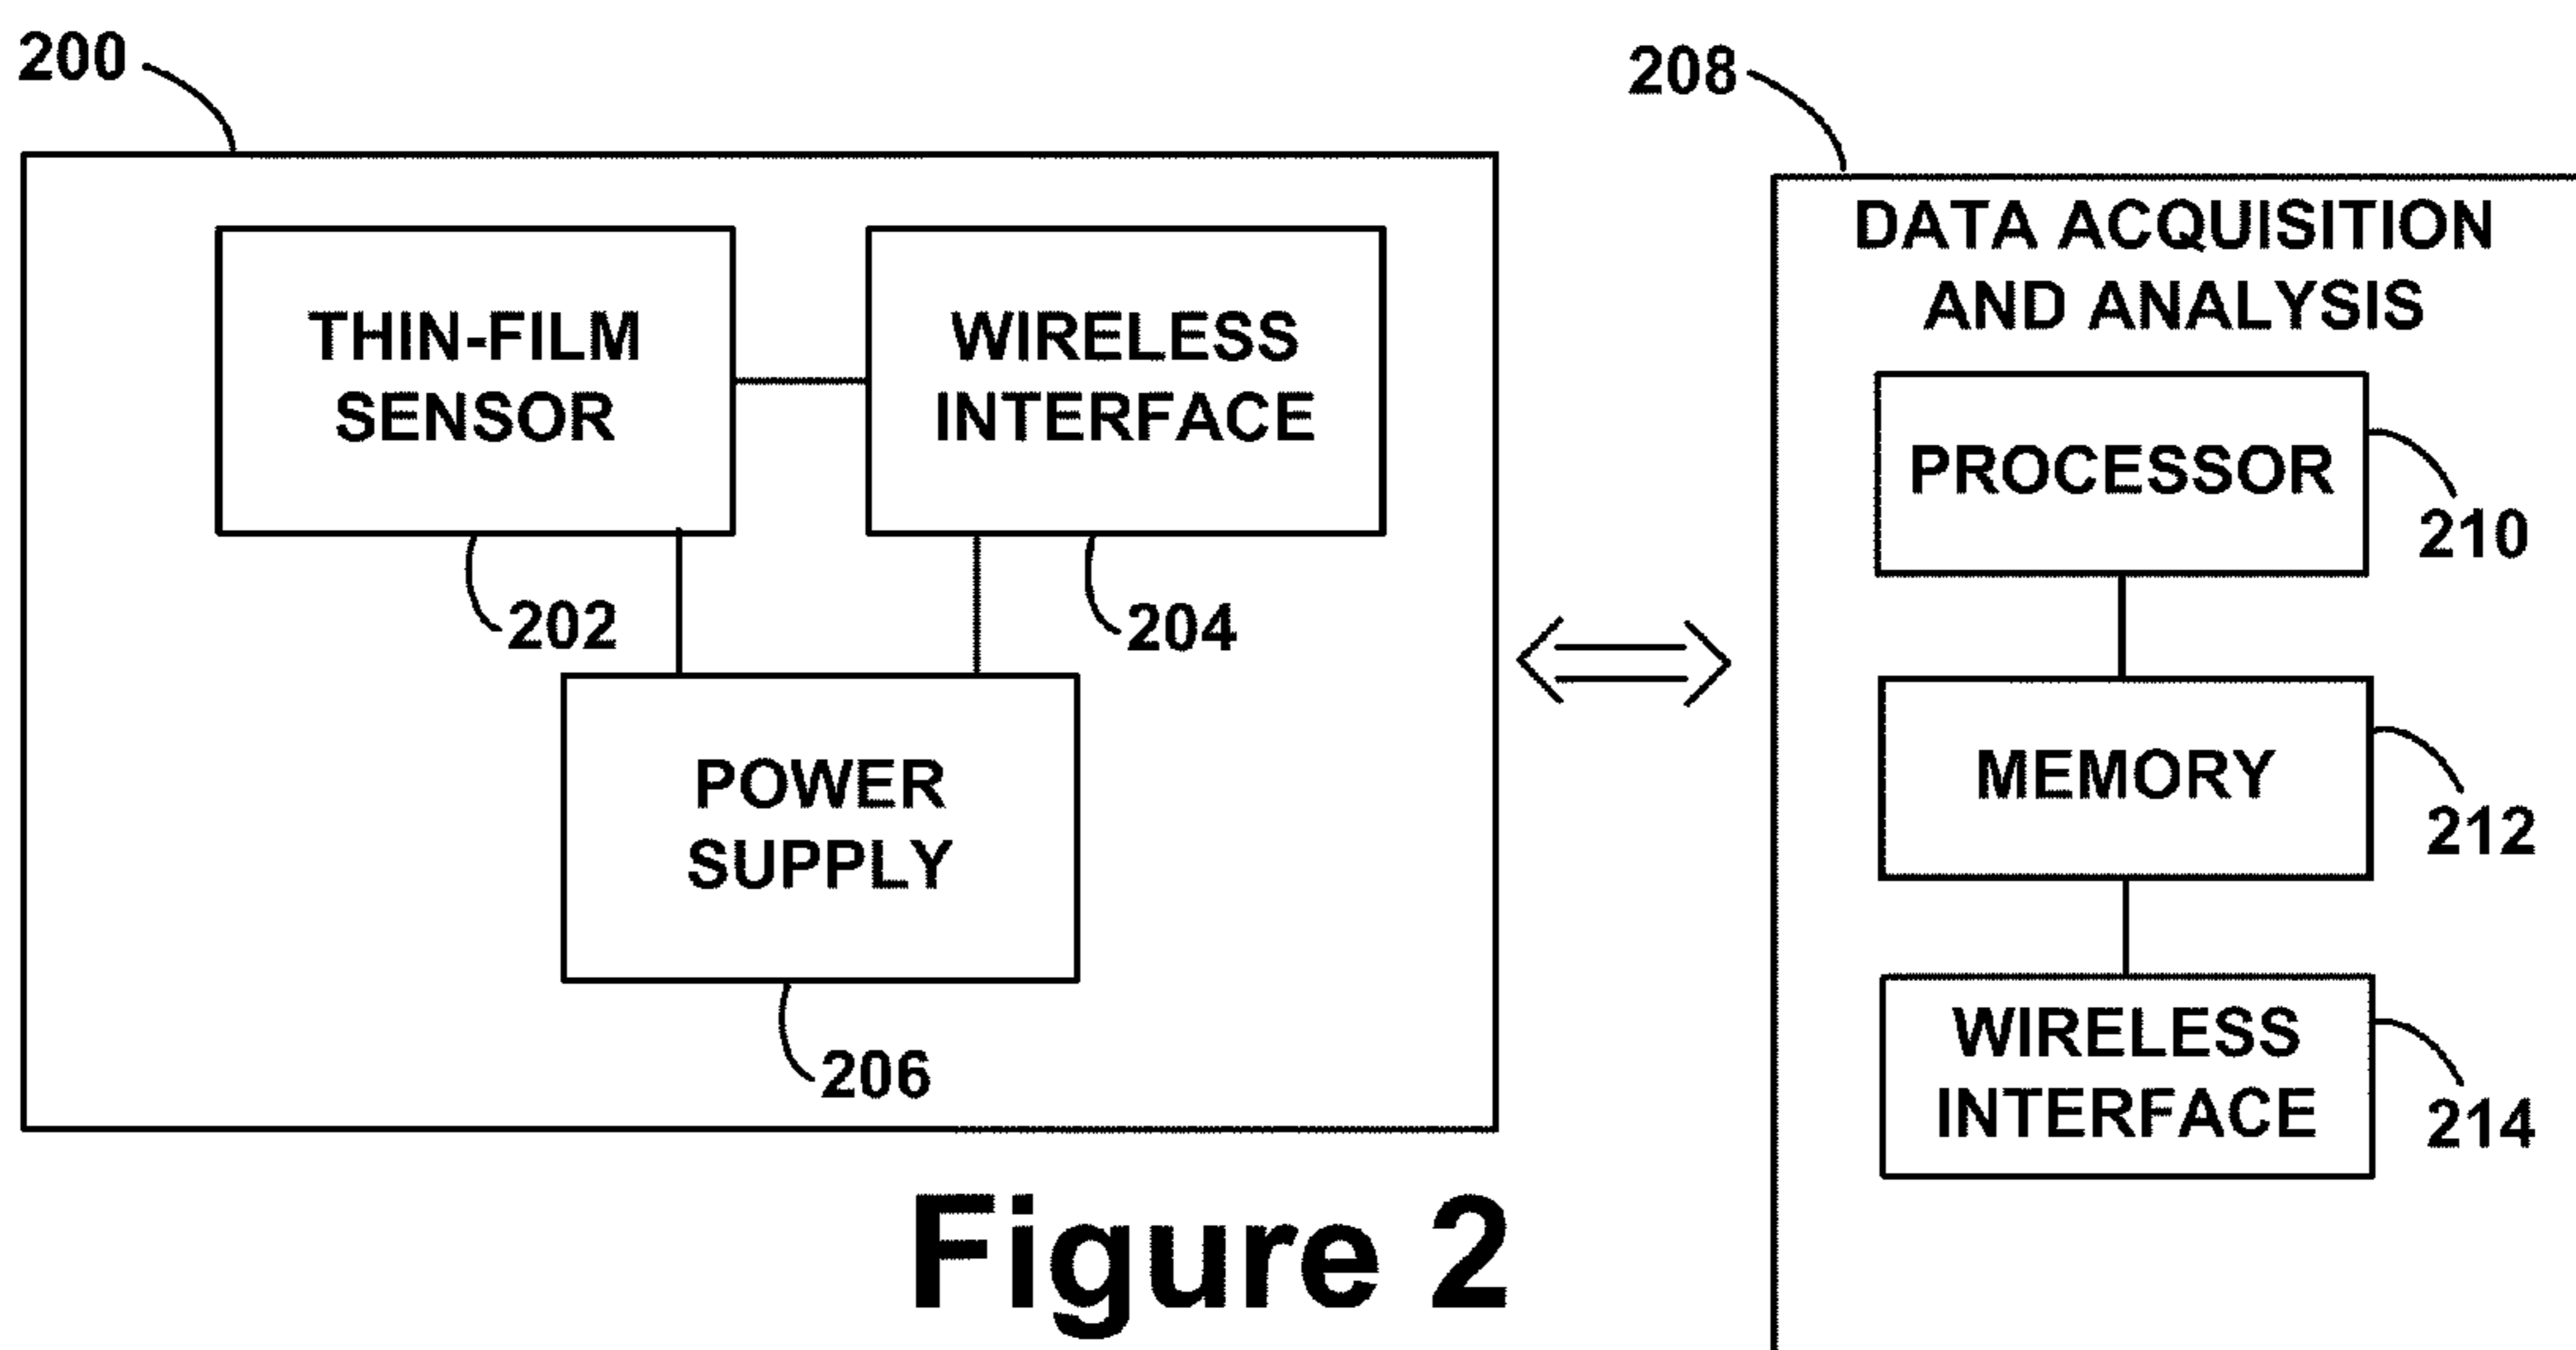 200
THIN-FILM
SENSOR
202
WIRELESS
INTERFACE
204
POWER
SUPPLY
206
208
DATA ACQUISITION
AND ANALYSIS
PROCESSOR
210
MEMORY
212
WIRELESS
INTERFACE
214
Figure 2